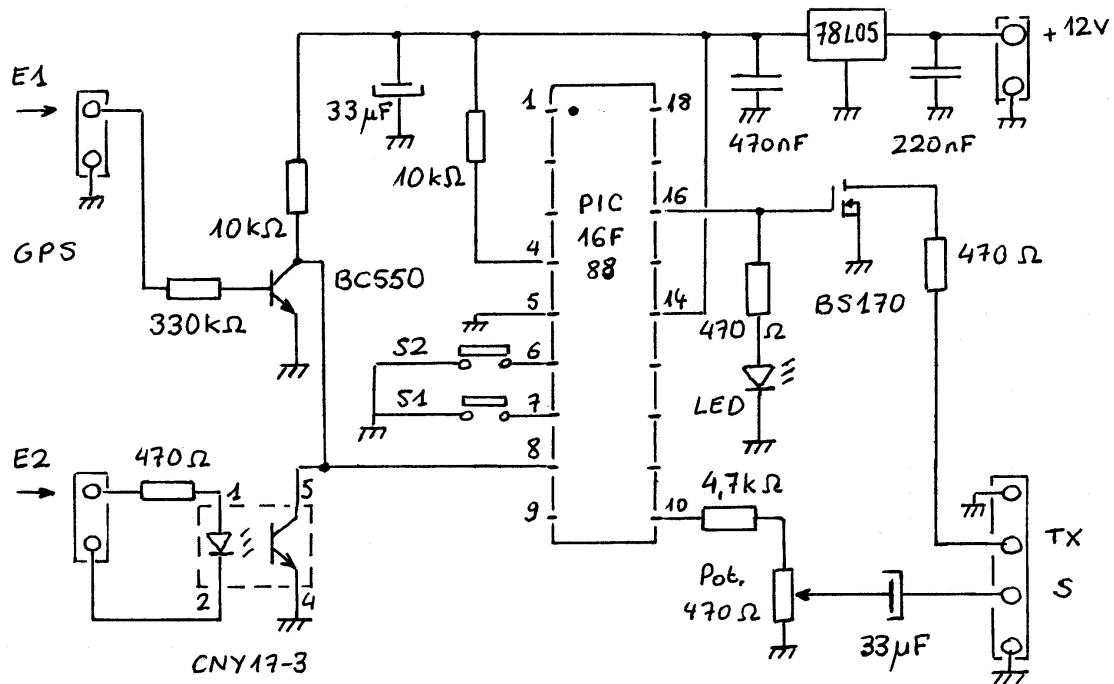 78L05
+ 12V
E1
33µF
1
18
470nF
220nF
10kΩ
PIC
16F
88
16
10kΩ
4
GPS
BC550
470 Ω
330kΩ
5
14
470 Ω
BS170
S2
6
LED
S1
7
8
E2
470Ω
1
5
4,7kΩ
9
10
TX
Pot.
470Ω
S
2
4
33µF
CNY17-3